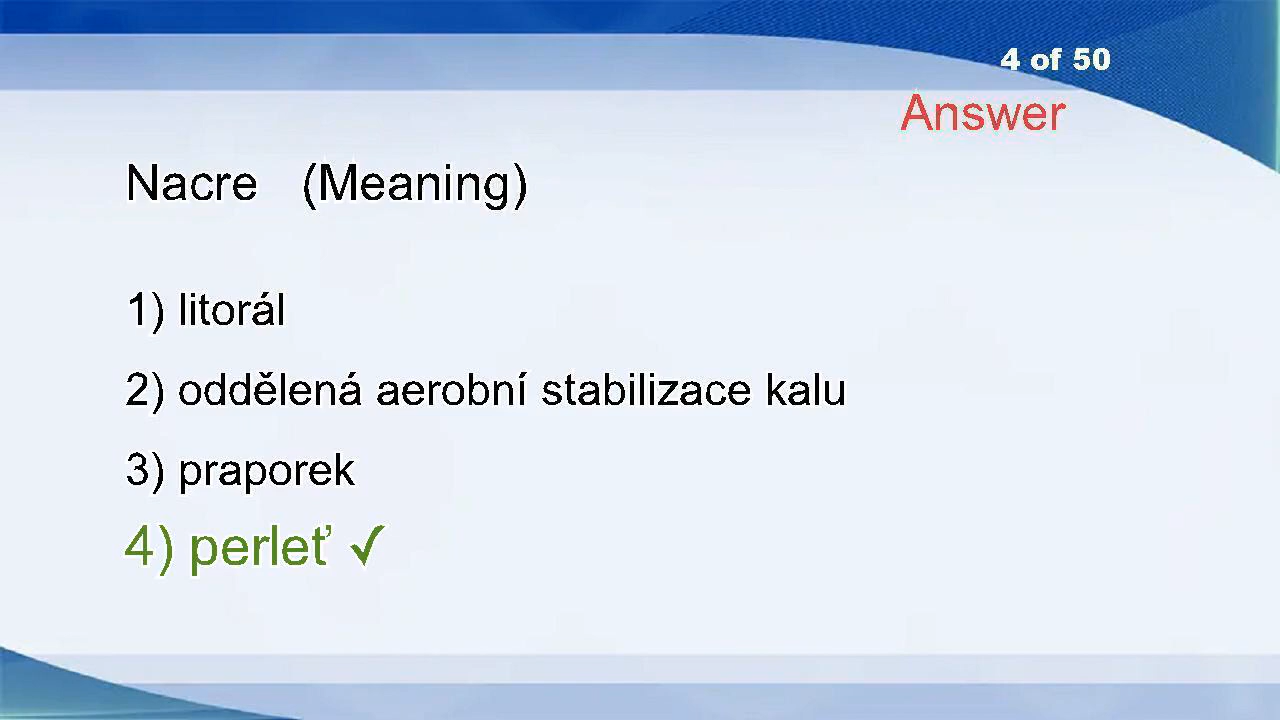 4 of 50
Answer
Nacre (Meaning)
1) litorál
2) oddělená aerobní stabilizace kalu
3) praporek
4) perleť ✓